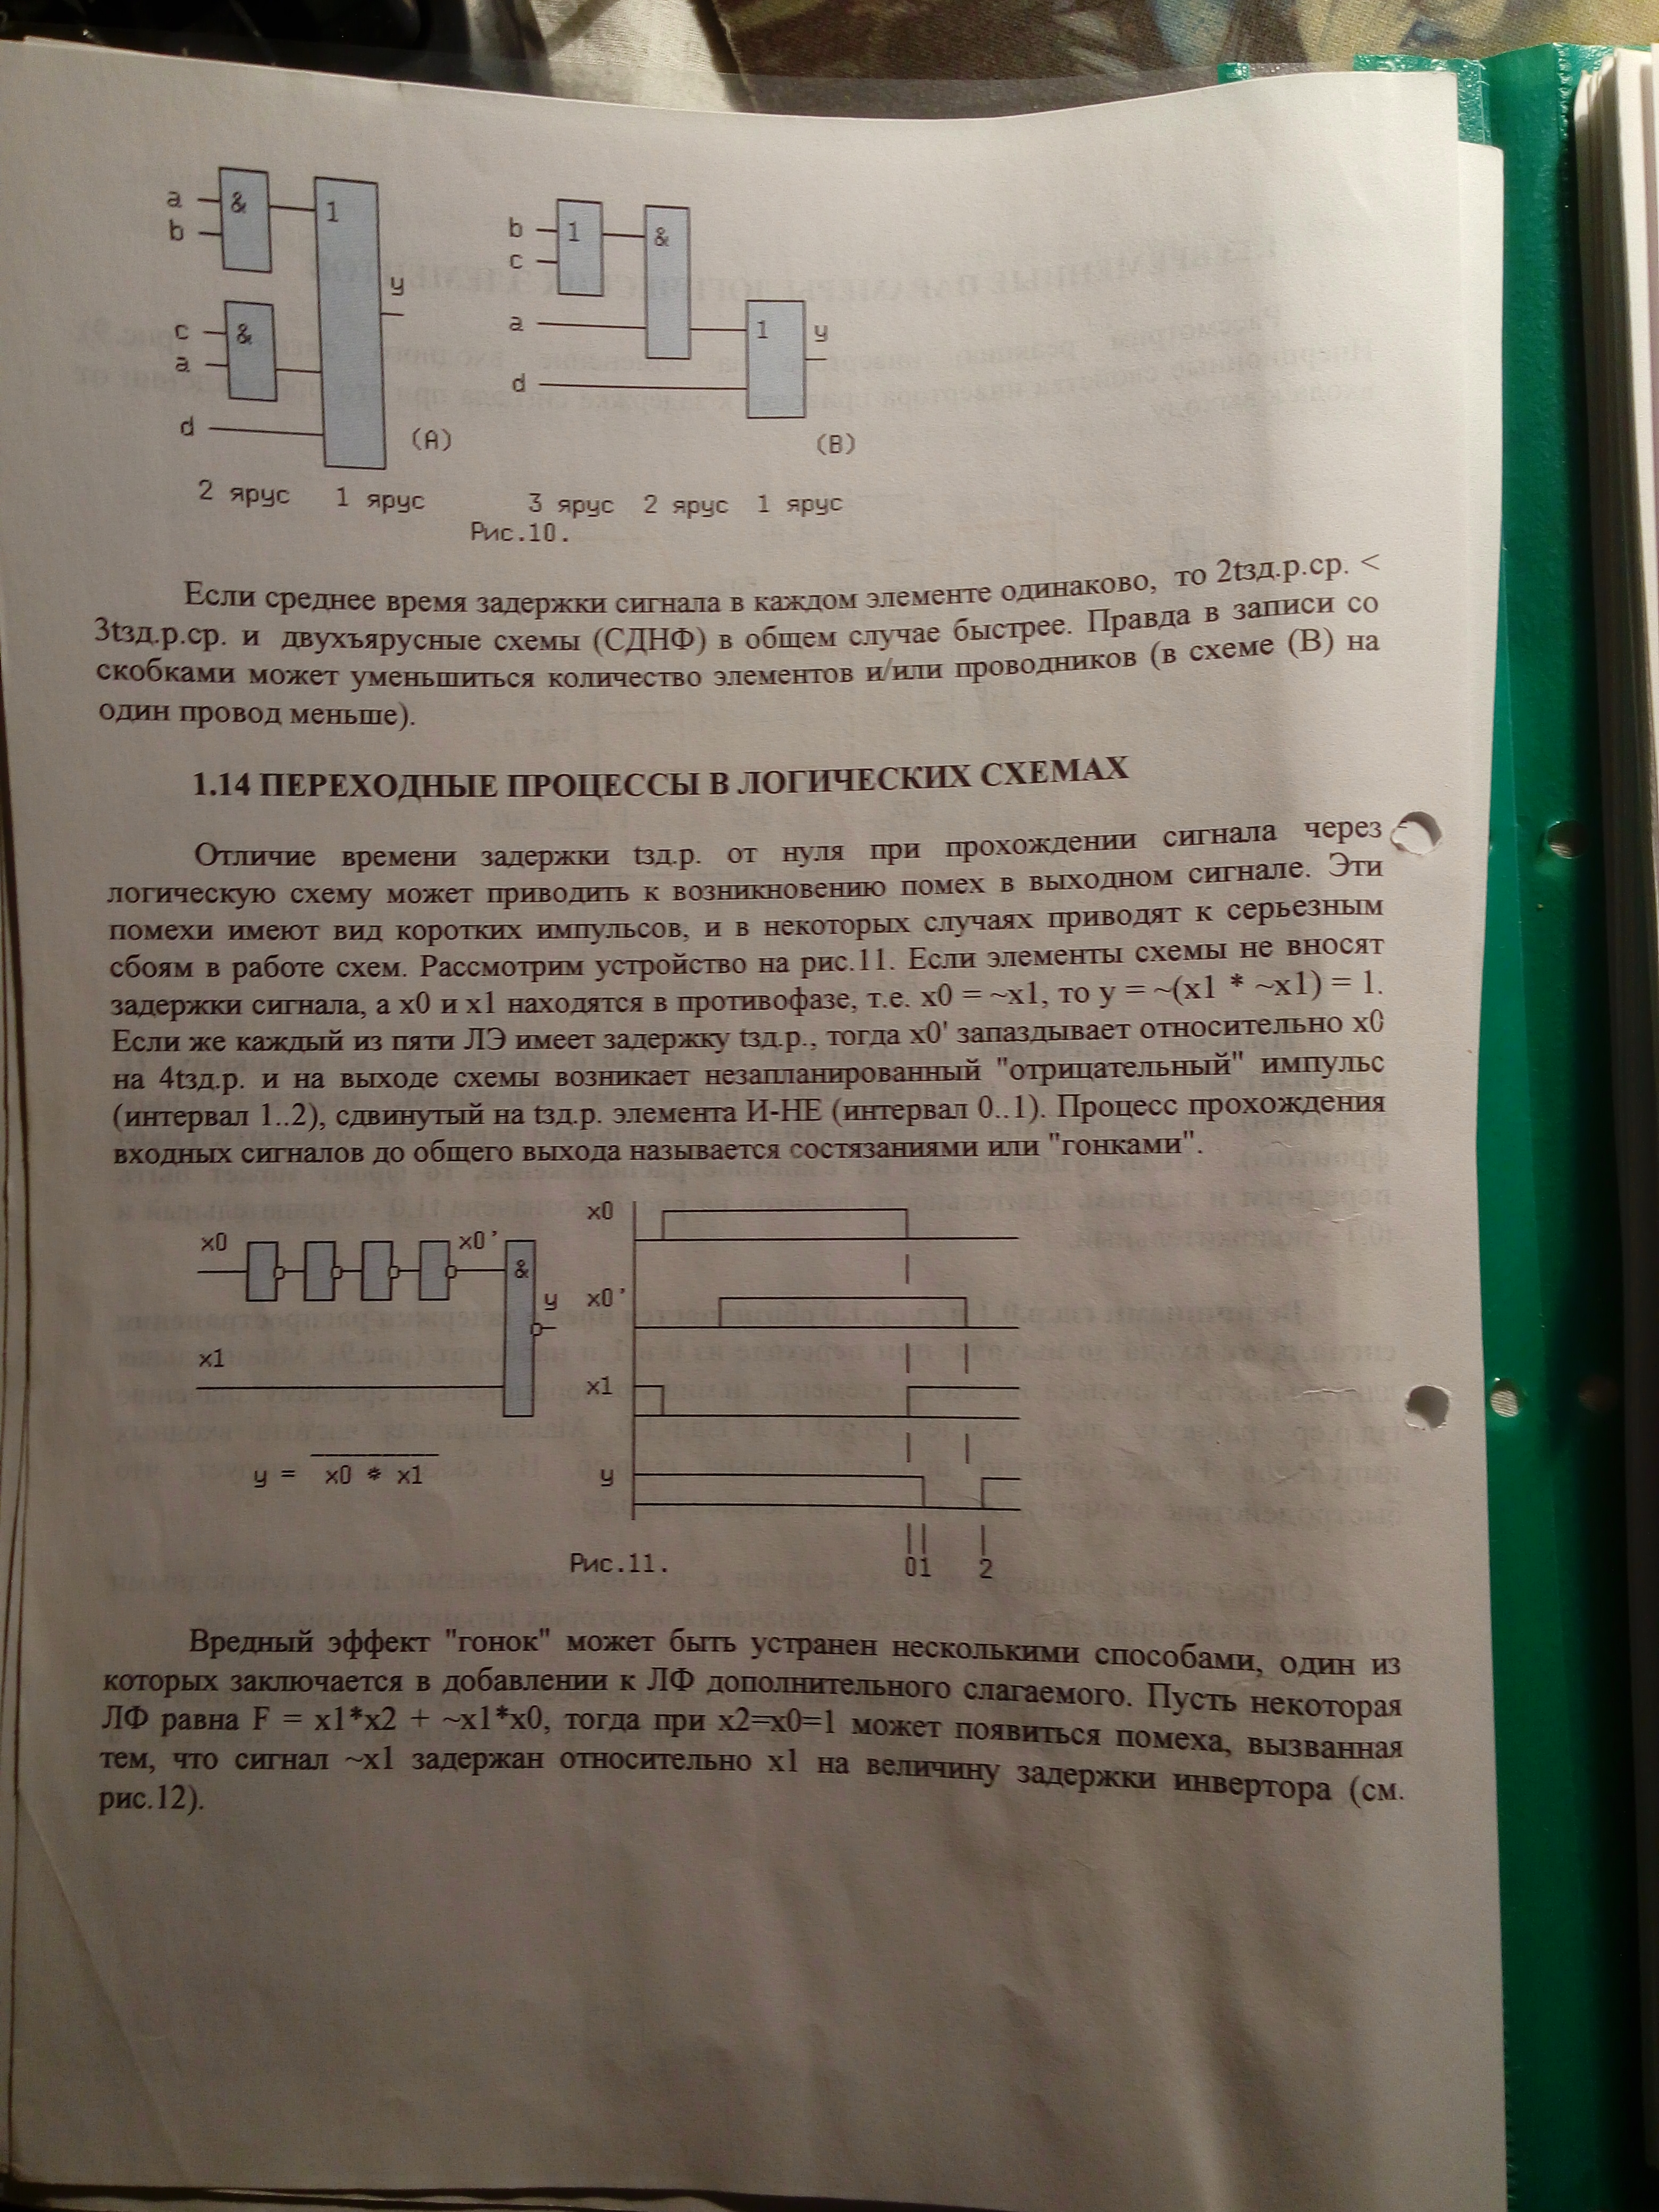 a & 1
b
y
c &
a
d
(A)
2 ярус 1 ярус
b 1 &
c
a 1 y
d
(B)
3 ярус 2 ярус 1 ярус
Рис.10.
Если среднее время задержки сигнала в каждом элементе одинаково, то 2tзд.р.ср. <
3tзд.р.ср. и двухъярусные схемы (СДНФ) в общем случае быстрее. Правда в записи со
скобками может уменьшиться количество элементов и/или проводников (в схеме (В) на
один провод меньше).
1.14 ПЕРЕХОДНЫЕ ПРОЦЕССЫ В ЛОГИЧЕСКИХ СХЕМАХ
Отличие времени задержки tзд.р. от нуля при прохождении сигнала через
логическую схему может приводить к возникновению помех в выходном сигнале. Эти
помехи имеют вид коротких импульсов, и в некоторых случаях приводят к серьезным
сбоям в работе схем. Рассмотрим устройство на рис.11. Если элементы схемы не вносят
задержки сигнала, а х0 и х1 находятся в противофазе, т.е. х0 = ~х1, то у = ~(х1 * ~х1) = 1.
Если же каждый из пяти ЛЭ имеет задержку tзд.р., тогда х0' запаздывает относительно х0
на 4tзд.р. и на выходе схемы возникает незапланированный "отрицательный" импульс
(интервал 1..2), сдвинутый на tзд.р. элемента И-НЕ (интервал 0..1). Процесс прохождения
входных сигналов до общего выхода называется состязаниями или "гонками".
x0 x0' &
y
x1
y = x0 * x1
x0
x0'
x1
y
0 1 2
Рис.11.
Вредный эффект "гонок" может быть устранен несколькими способами, один из
которых заключается в добавлении к ЛФ дополнительного слагаемого. Пусть некоторая
ЛФ равна F = x1*x2 + ~x1*x0, тогда при x2=x0=1 может появиться помеха, вызванная
тем, что сигнал ~x1 задержан относительно x1 на величину задержки инвертора (см.
рис.12).